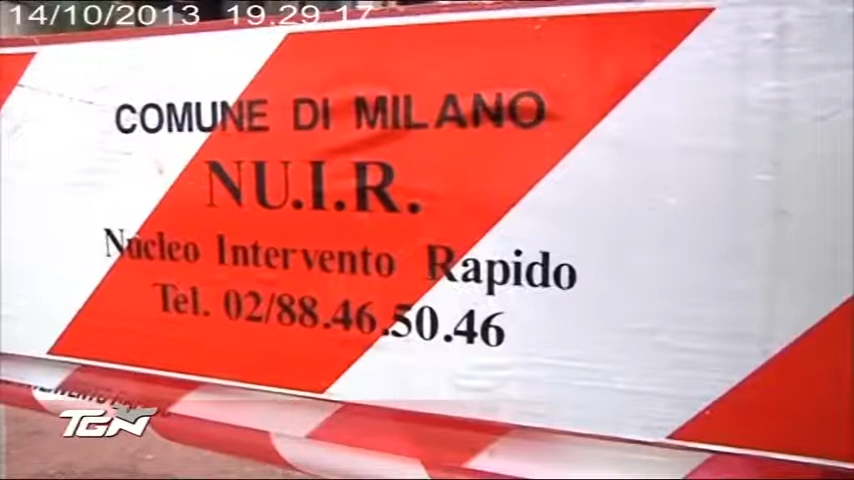 14/10/2013 19.29 17
COMUNE DI MILANO
NU.I.R.
Nucleo Intervento Rapido
Tel. 02/88.46.50.46
TGN